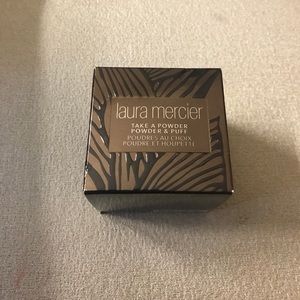 laura mercier
TAKE A POWDER
POWDER & PUFF
POUDRES AU CHOIX
POUDRE ET HOUPETTE